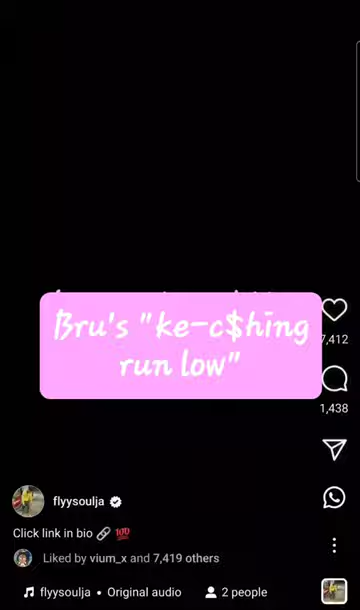 Bru's "ke-c$hing
run low"
7,412
1,438
flyysoulja
Click link in bio 🔗 💯
Liked by vium_x and 7,419 others
flyysoulja • Original audio
2 people